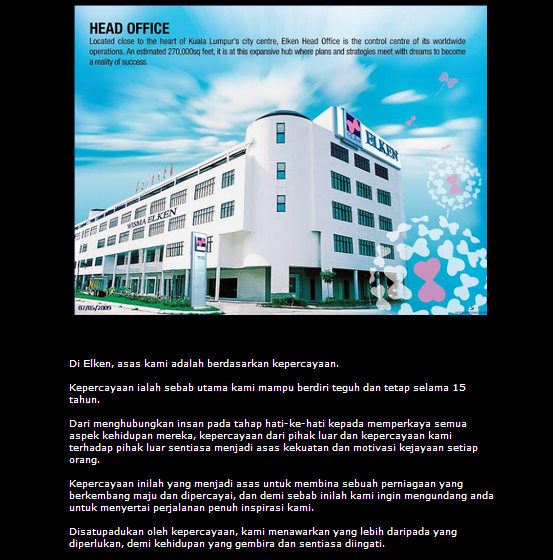 HEAD OFFICE
Located close to the heart of Kuala Lumpur's city centre, Elken Head Office is the control centre of its worldwide
operations. An estimated 270,000sq feet, it is at this expansive hub where plans and strategies meet with dreams to become
a reality of success.
ELKEN
WISMA ELKEN
07/05/2009
Di Elken, asas kami adalah berdasarkan kepercayaan.
Kepercayaan ialah sebab utama kami mampu berdiri teguh dan tetap selama 15
tahun.
Dari menghubungkan insan pada tahap hati-ke-hati kepada memperkaya semua
aspek kehidupan mereka, kepercayaan dari pihak luar dan kepercayaan kami
terhadap pihak luar sentiasa menjadi asas kekuatan dan motivasi kejayaan setiap
orang.
Kepercayaan inilah yang menjadi asas untuk membina sebuah perniagaan yang
berkembang maju dan dipercayai, dan demi sebab inilah kami ingin mengundang anda
untuk menyertai perjalanan penuh inspirasi kami.
Disatupadukan oleh kepercayaan, kami menawarkan yang lebih daripada yang
diperlukan, demi kehidupan yang gembira dan sentiasa diingati.